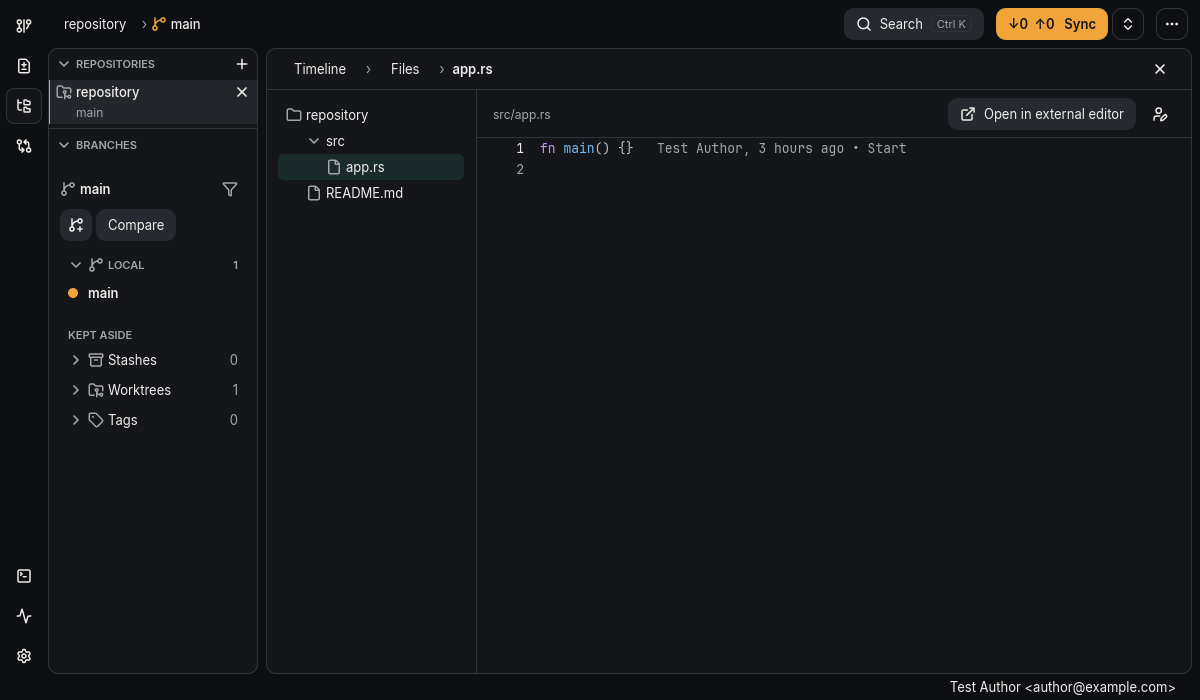 repository › main
Search Ctrl K
↓0 ↑0 Sync
REPOSITORIES
repository
main
BRANCHES
main
Compare
LOCAL 1
main
KEPT ASIDE
Stashes 0
Worktrees 1
Tags 0
Timeline › Files › app.rs
repository
src
app.rs
README.md
src/app.rs
Open in external editor
1 fn main() {} Test Author, 3 hours ago • Start
2
Test Author <author@example.com>